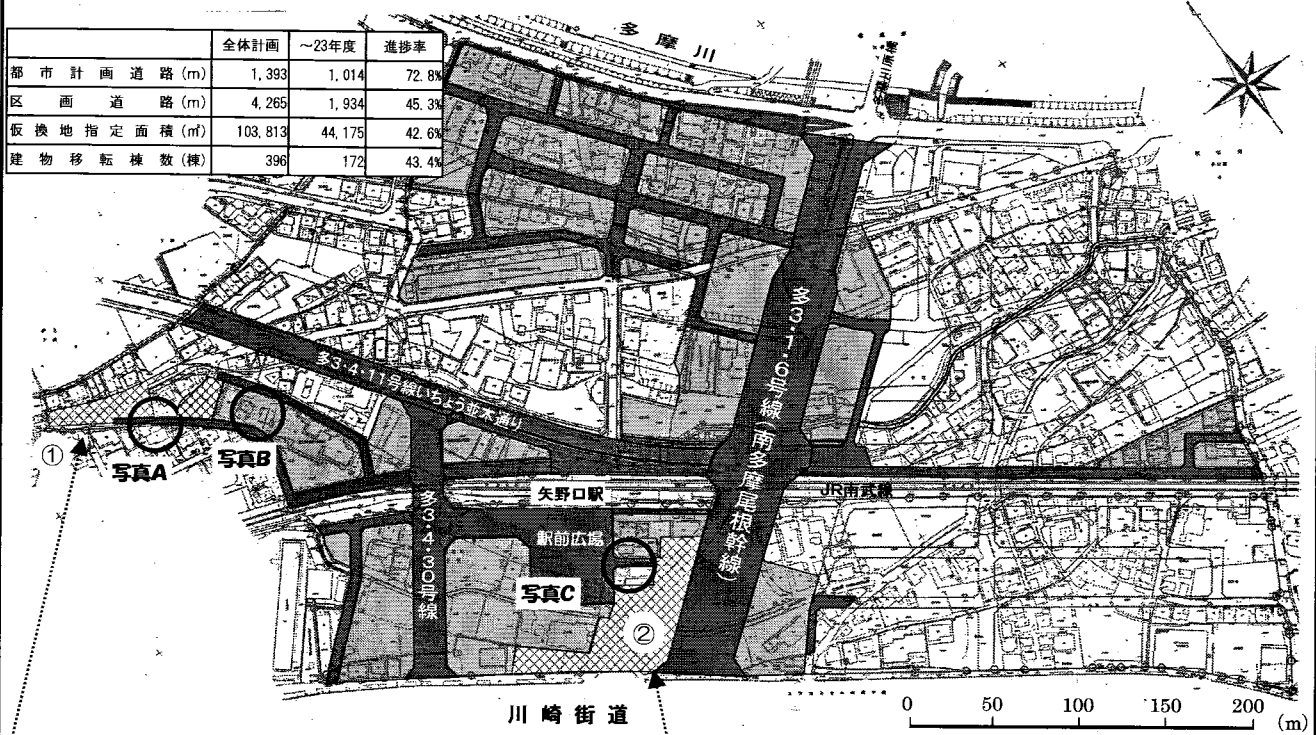 全体計画 ~23年度 進捗率
都市計画道路(m) 1,393 1,014 72.8%
区画道路(m) 4,265 1,934 45.3%
仮換地指定面積(㎡) 103,813 44,175 42.6%
建物移転棟数(棟) 396 172 43.4%
多摩川
多3・1・6号線(南多摩尾根幹線)
多3・4・11号線いちょう並木通り
①
写真A
写真B
矢野口駅
JR南武線
多3・4・30号線
駅前広場
写真C
②
川崎街道
0 50 100 150 200 (m)